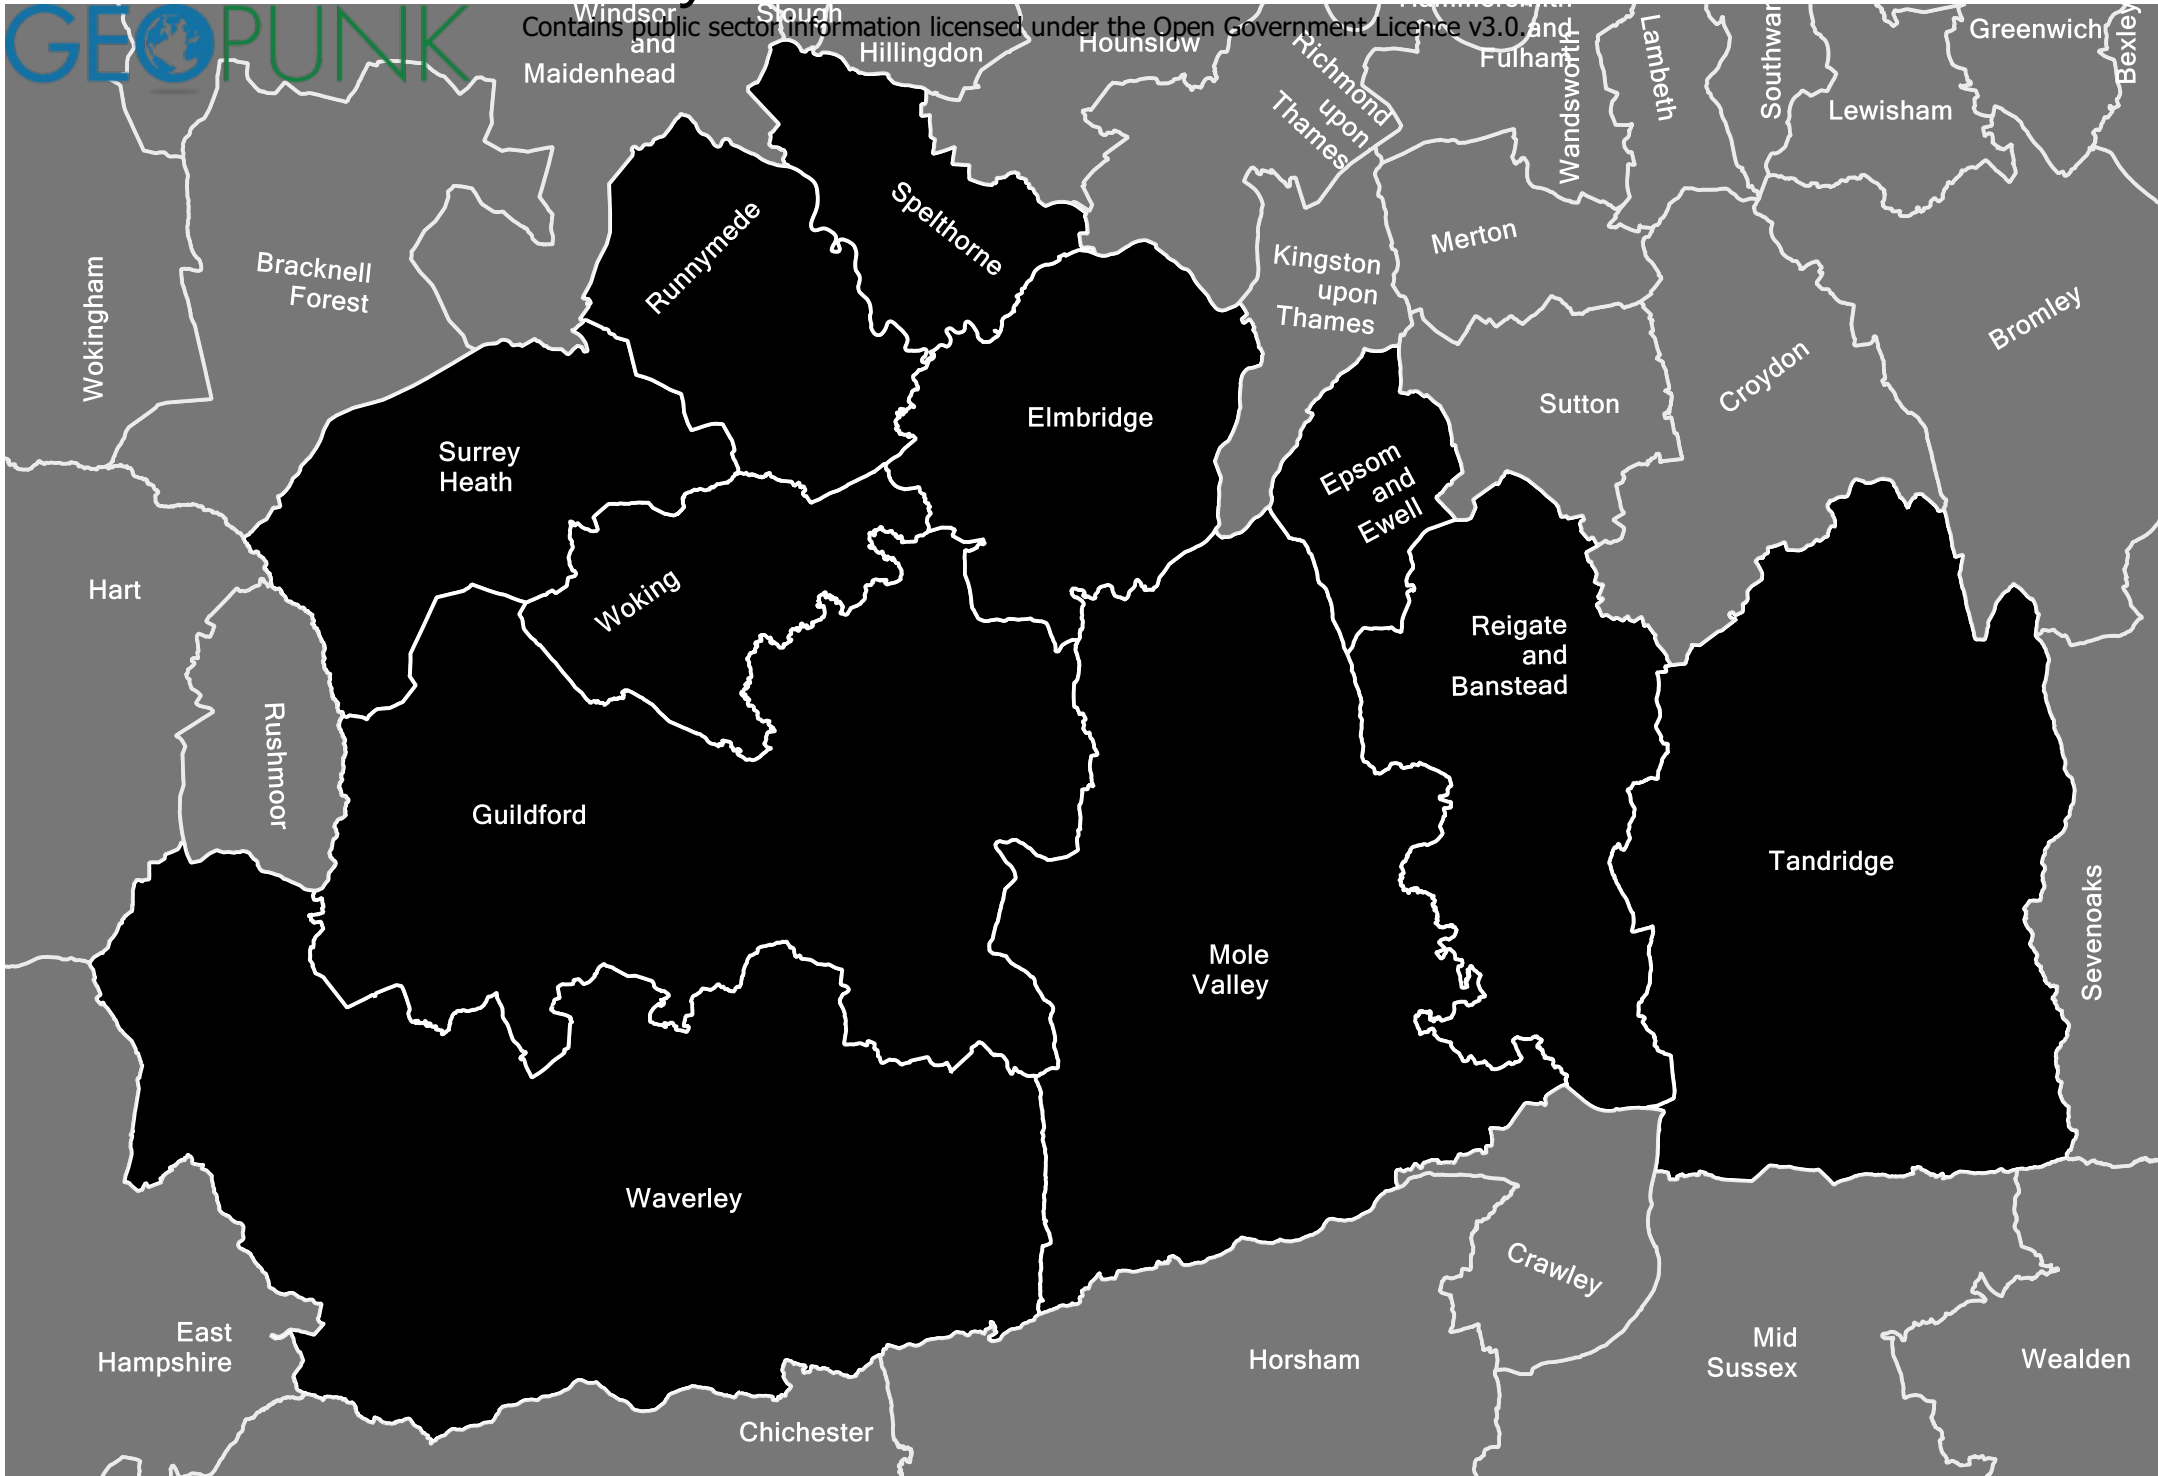 GEOPUNK
Contains public sector information licensed under the Open Government Licence v3.0.
Windsor
and
Maidenhead
Slough
Hillingdon
Hounslow
Richmond
upon
Thames
and
Fulham
Wandsworth
Lambeth
Lewisham
Greenwich
Bexley
Wokingham
Bracknell
Forest
Runnymede
Spelthorne
Kingston
upon
Thames
Merton
Bromley
Croydon
Sutton
Elmbridge
Surrey
Heath
Epsom
and
Ewell
Hart
Woking
Reigate
and
Banstead
Rushmoor
Guildford
Tandridge
Sevenoaks
Mole
Valley
Waverley
Crawley
East
Hampshire
Horsham
Mid
Sussex
Wealden
Chichester